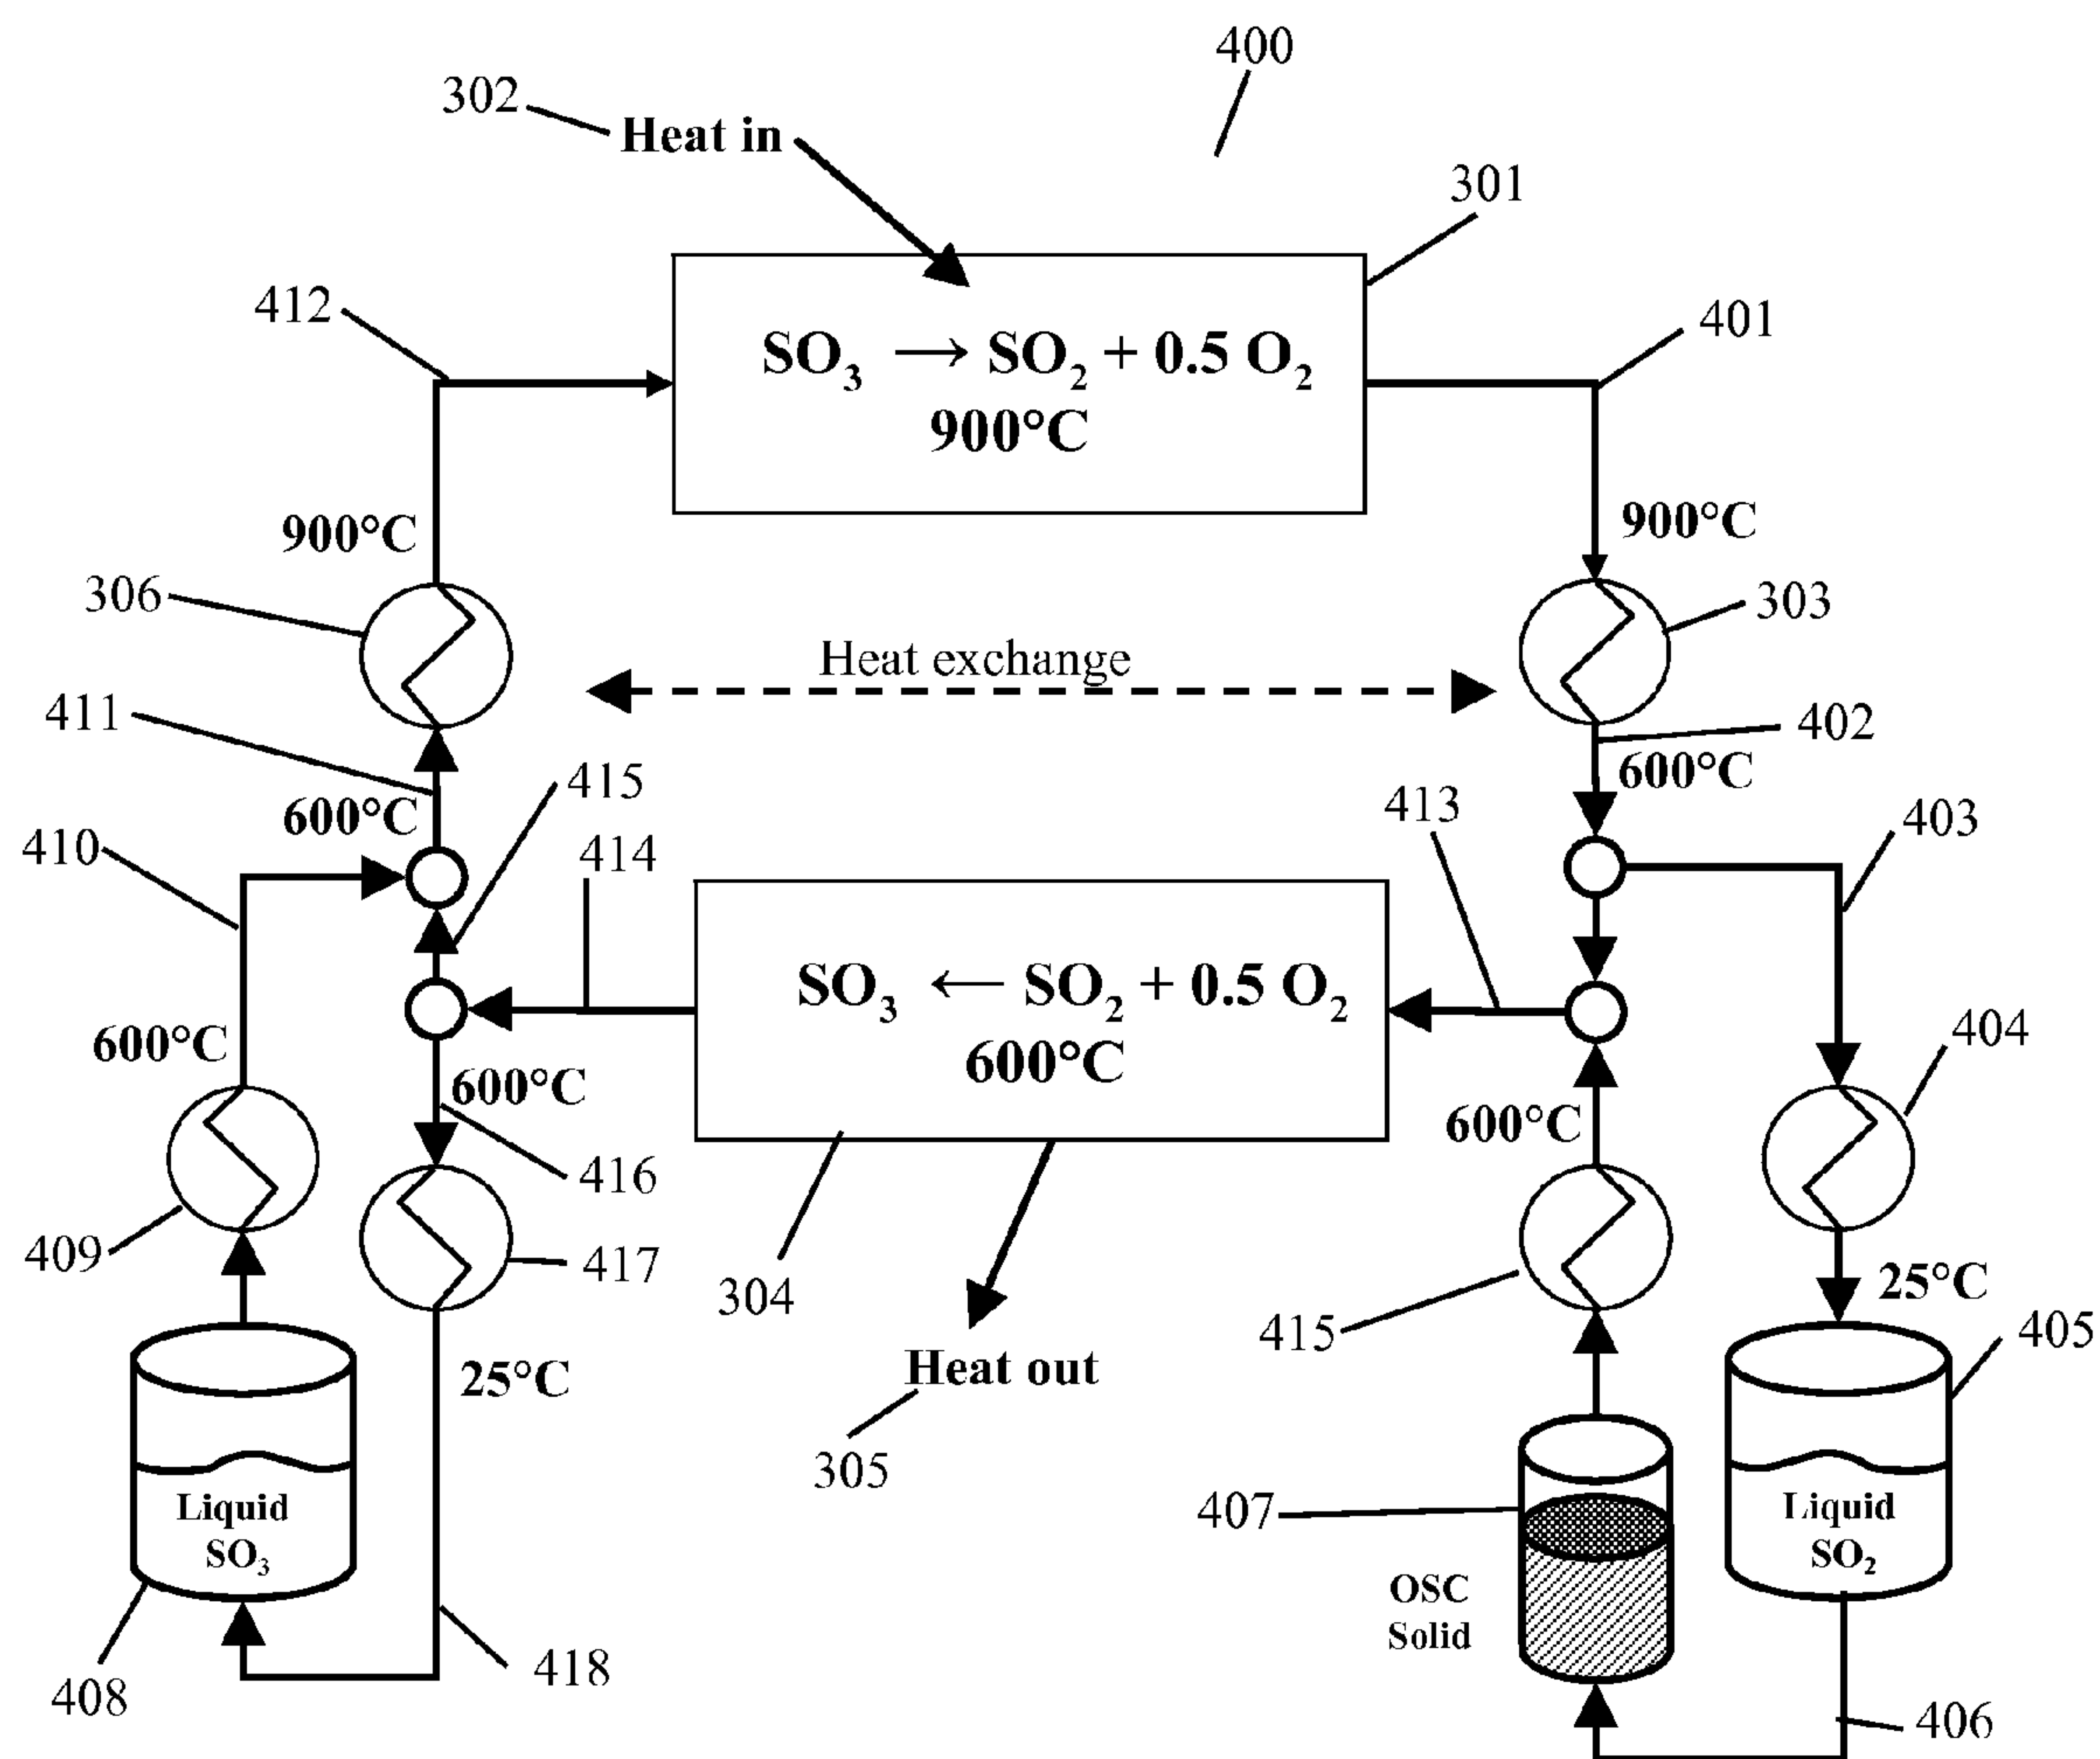 400
302
Heat in
301
412
401
SO₃ → SO₂ + 0.5 O₂
900°C
900°C
900°C
306
303
Heat exchange
411
402
415
600°C
600°C
413
403
410
414
SO₃ ← SO₂ + 0.5 O₂
600°C
404
600°C
600°C
600°C
416
409
417
304
25°C
415
405
25°C
Heat out
305
Liquid
SO₃
407
Liquid
SO₂
OSC
Solid
418
408
406